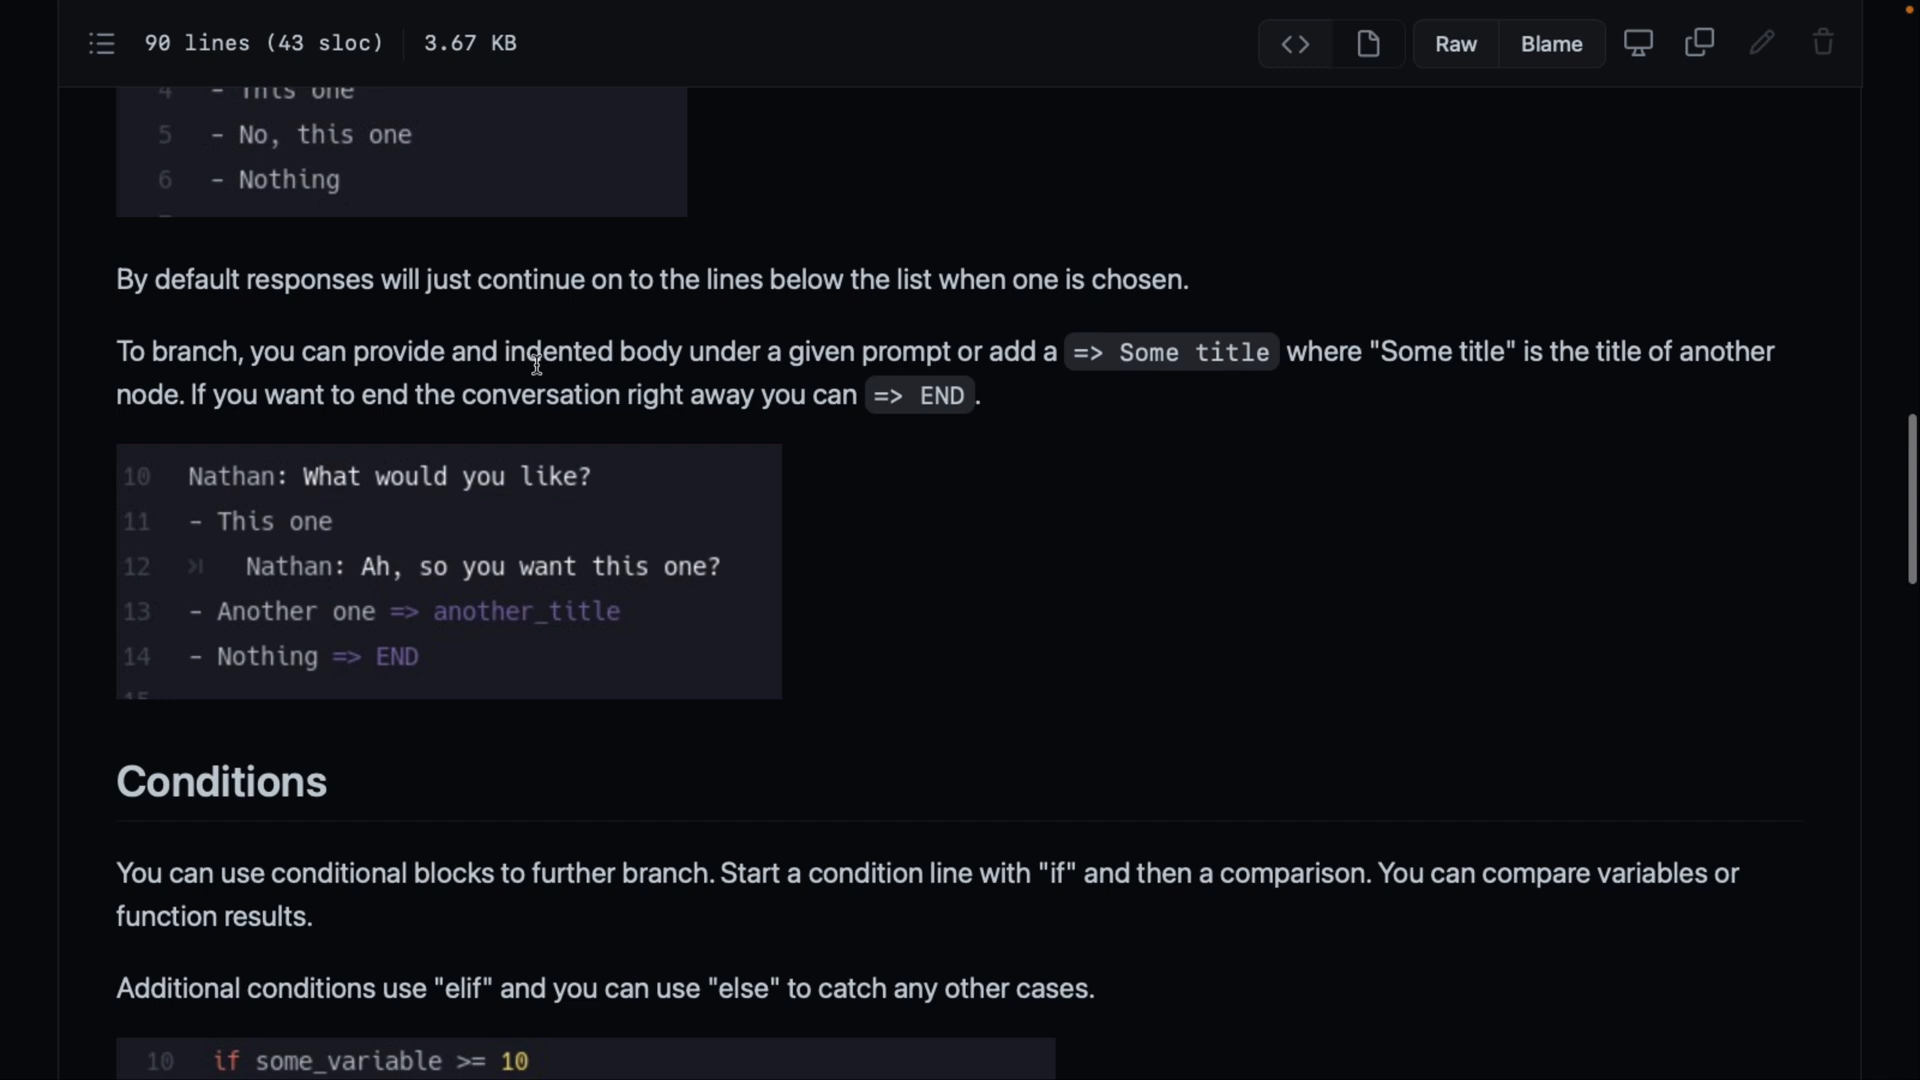 90 lines (43 sloc) 3.67 KB
<> Raw Blame
4 - This one
5 - No, this one
6 - Nothing
By default responses will just continue on to the lines below the list when one is chosen.
To branch, you can provide and indented body under a given prompt or add a => Some title where "Some title" is the title of another
node. If you want to end the conversation right away you can => END .
10 Nathan: What would you like?
11 - This one
12 Nathan: Ah, so you want this one?
13 - Another one => another_title
14 - Nothing => END
15
Conditions
You can use conditional blocks to further branch. Start a condition line with "if" and then a comparison. You can compare variables or
function results.
Additional conditions use "elif" and you can use "else" to catch any other cases.
10 if some_variable >= 10